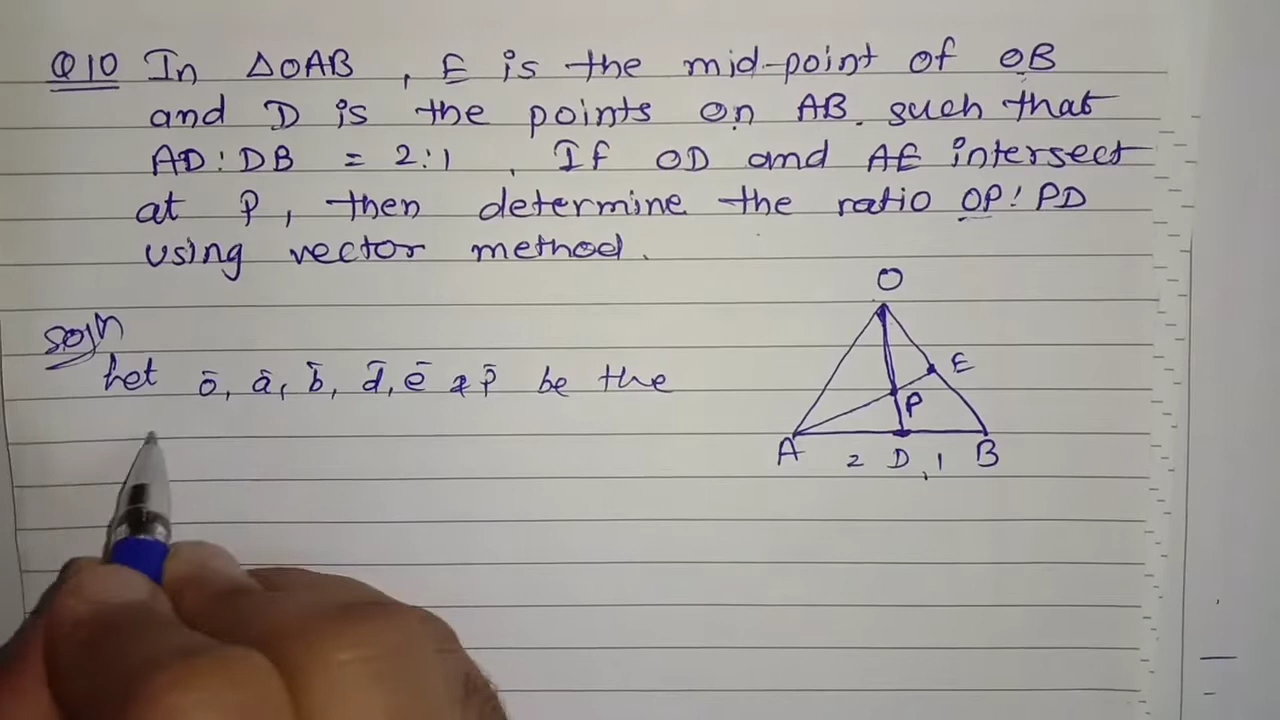 Q10 In △OAB , E is the mid-point of OB
and D is the points on AB such that
AD:DB = 2:1 . If OD and AE intersect
at P, then determine the ratio OP:PD
using vector method.
Soln
Let ō, ā, b̄, d̄, ē & p̄ be the
O
E
P
A 2 D 1 B